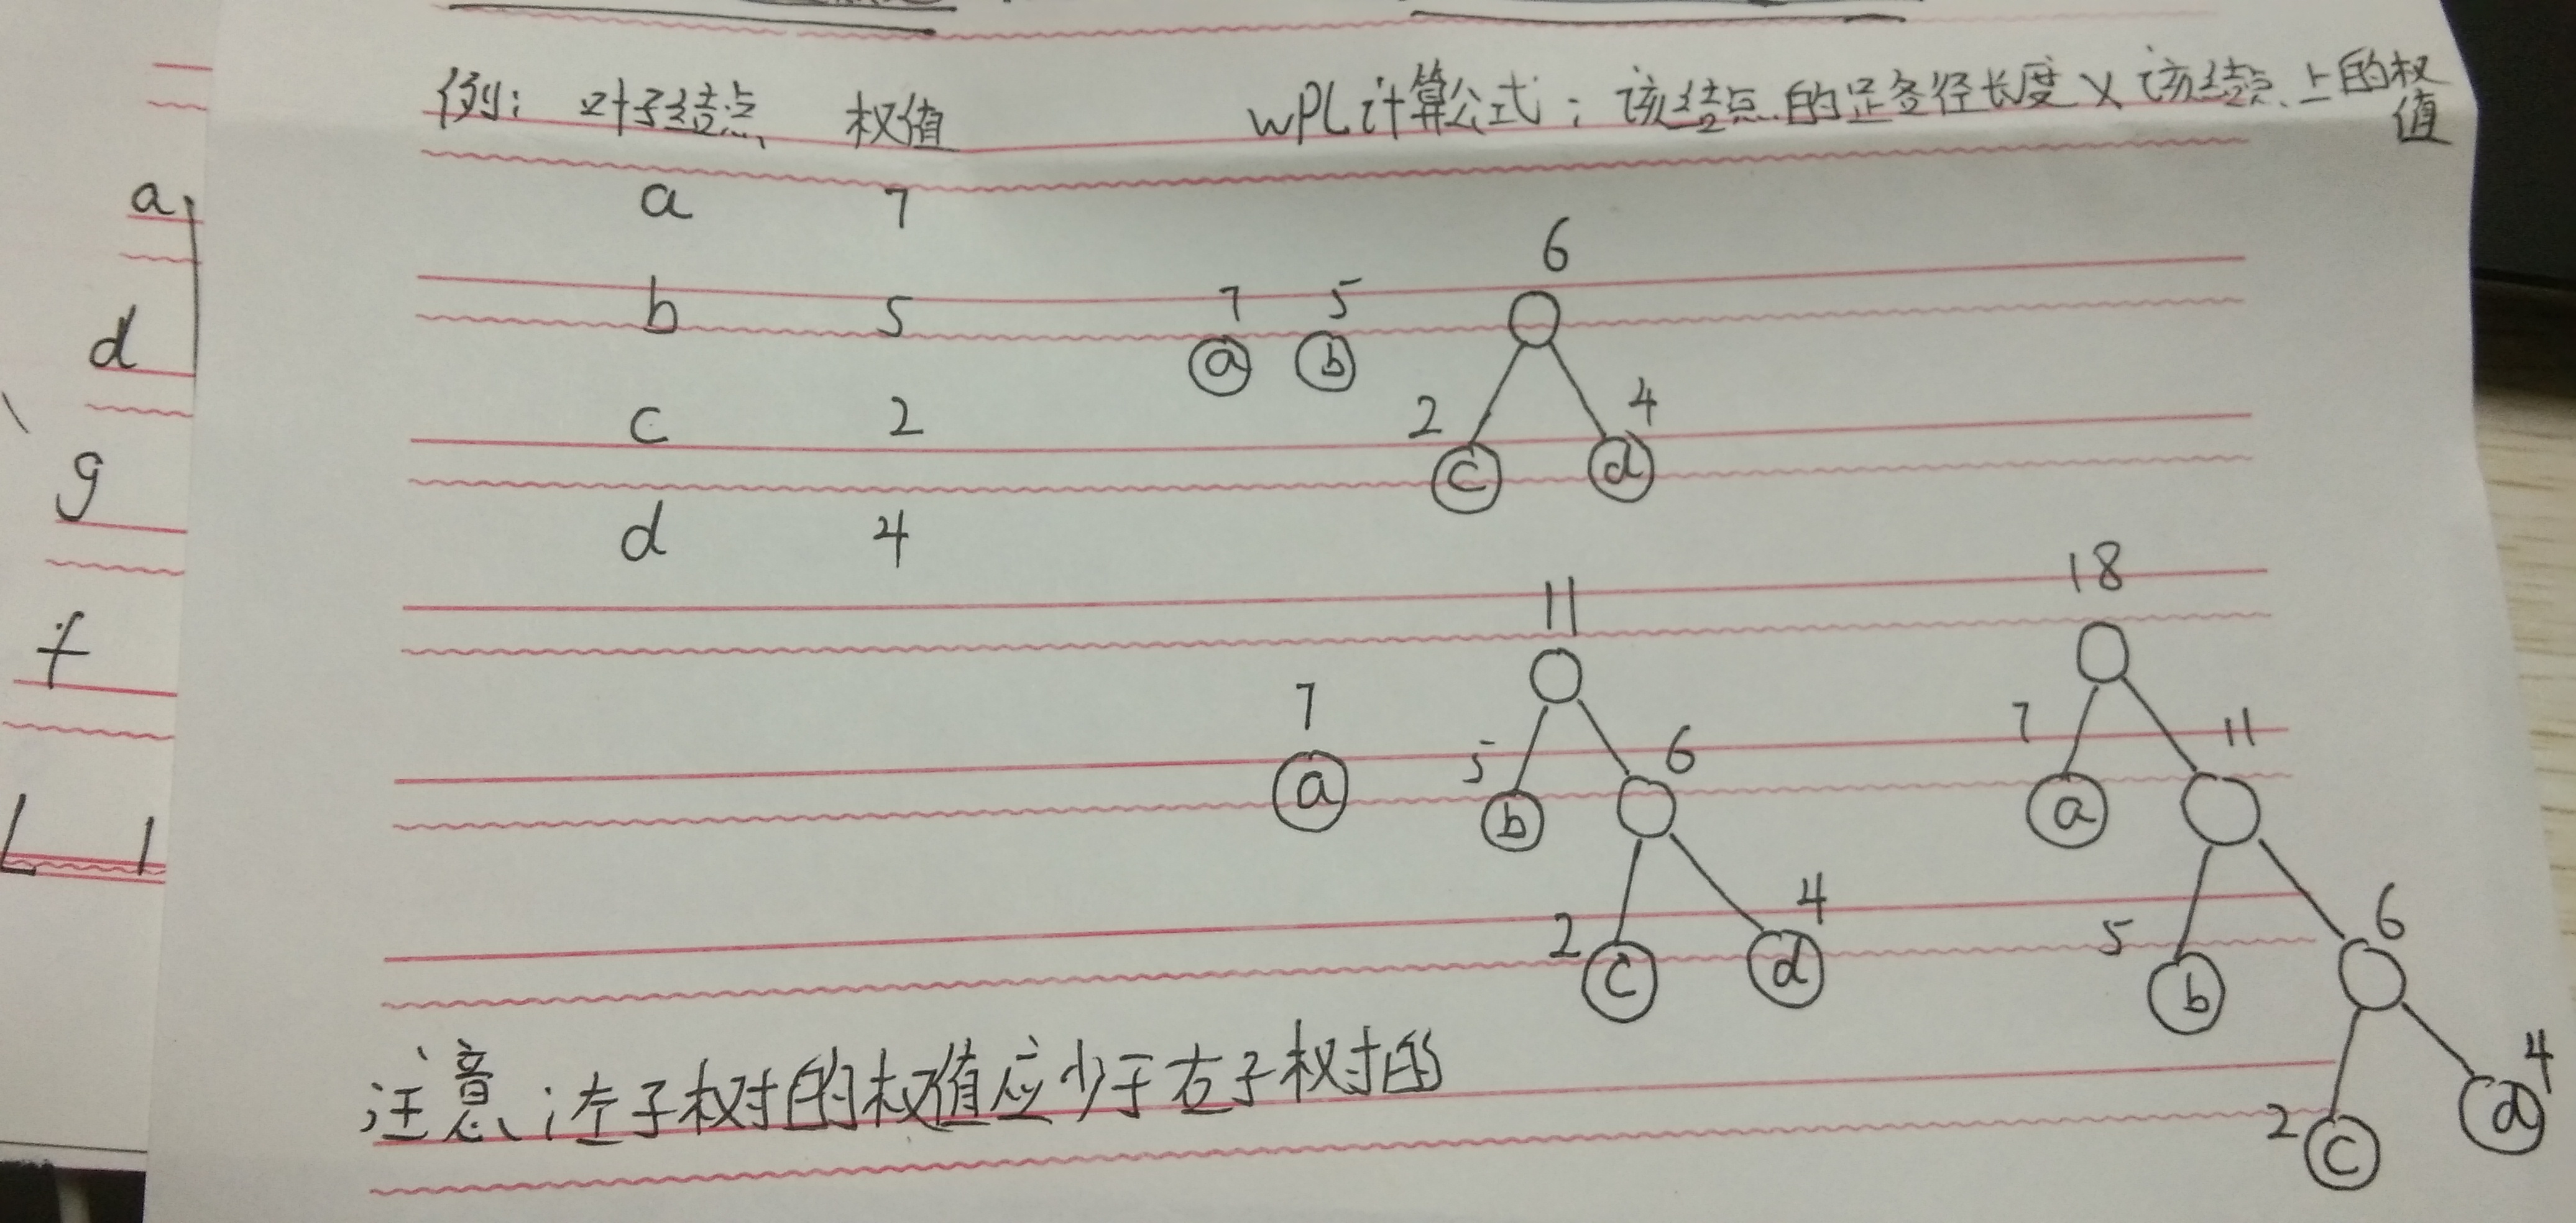 例： 叶子结点 权值
wPL计算公式：该结点的路径长度×该结点上的权值
a 7
b 5
c 2
d 4
6
7 5
a b
2 4
c d
11
7
a
5 6
b
2 4
c d
18
7 11
a
5 6
b
2 4
c d
注意：左子树的权值应少于右子树的
a
d
g
f